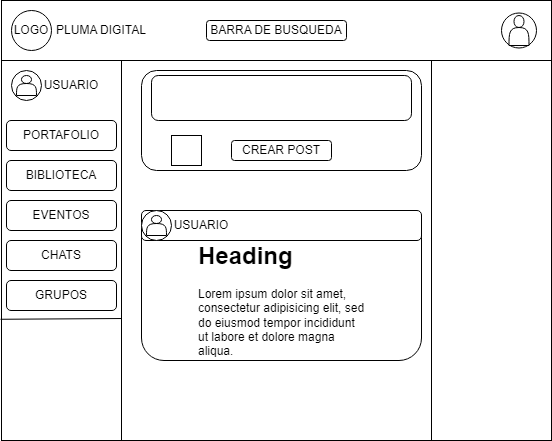 LOGO PLUMA DIGITAL
BARRA DE BUSQUEDA
USUARIO
PORTAFOLIO
BIBLIOTECA
EVENTOS
CHATS
GRUPOS
CREAR POST
USUARIO
Heading
Lorem ipsum dolor sit amet,
consectetur adipisicing elit, sed
do eiusmod tempor incididunt
ut labore et dolore magna
aliqua.